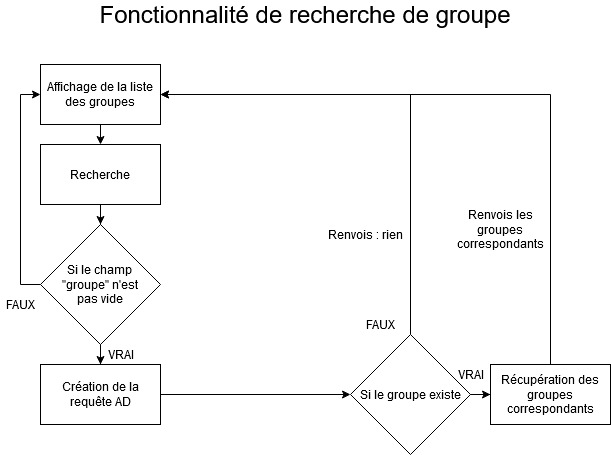 Fonctionnalité de recherche de groupe
Affichage de la liste
des groupes
Recherche
Si le champ
"groupe" n'est
pas vide
FAUX
VRAI
Création de la
requête AD
Si le groupe existe
FAUX
Renvois : rien
VRAI
Récupération des
groupes
correspondants
Renvois les
groupes
correspondants